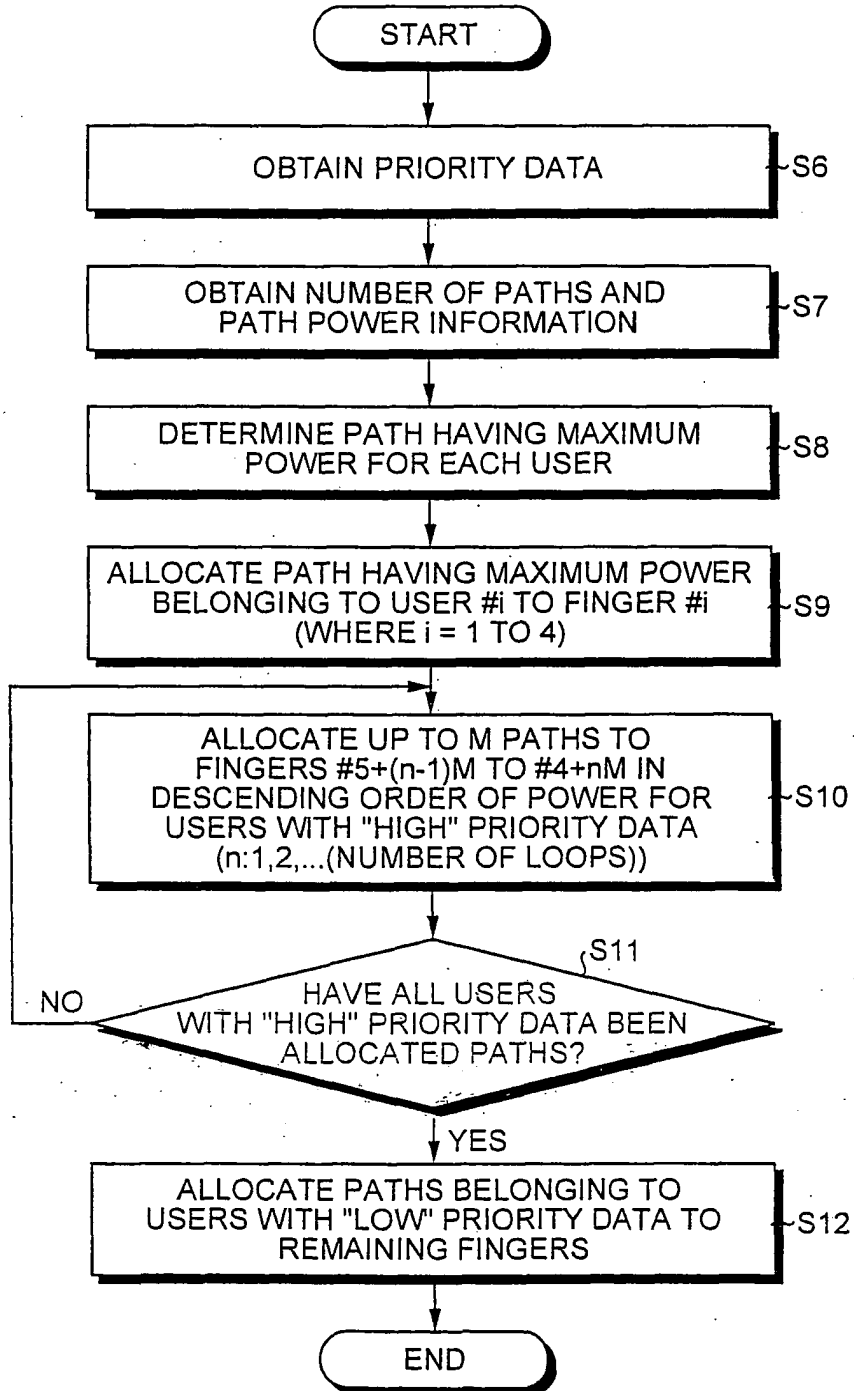 START
OBTAIN PRIORITY DATA
S6
OBTAIN NUMBER OF PATHS AND
PATH POWER INFORMATION
S7
DETERMINE PATH HAVING MAXIMUM
POWER FOR EACH USER
S8
ALLOCATE PATH HAVING MAXIMUM POWER
BELONGING TO USER #i TO FINGER #i
(WHERE i = 1 TO 4)
S9
ALLOCATE UP TO M PATHS TO
FINGERS #5+(n-1)M TO #4+nM IN
DESCENDING ORDER OF POWER FOR
USERS WITH "HIGH" PRIORITY DATA
(n:1,2,...(NUMBER OF LOOPS))
S10
S11
NO
HAVE ALL USERS
WITH "HIGH" PRIORITY DATA BEEN
ALLOCATED PATHS?
YES
ALLOCATE PATHS BELONGING TO
USERS WITH "LOW" PRIORITY DATA TO
REMAINING FINGERS
S12
END